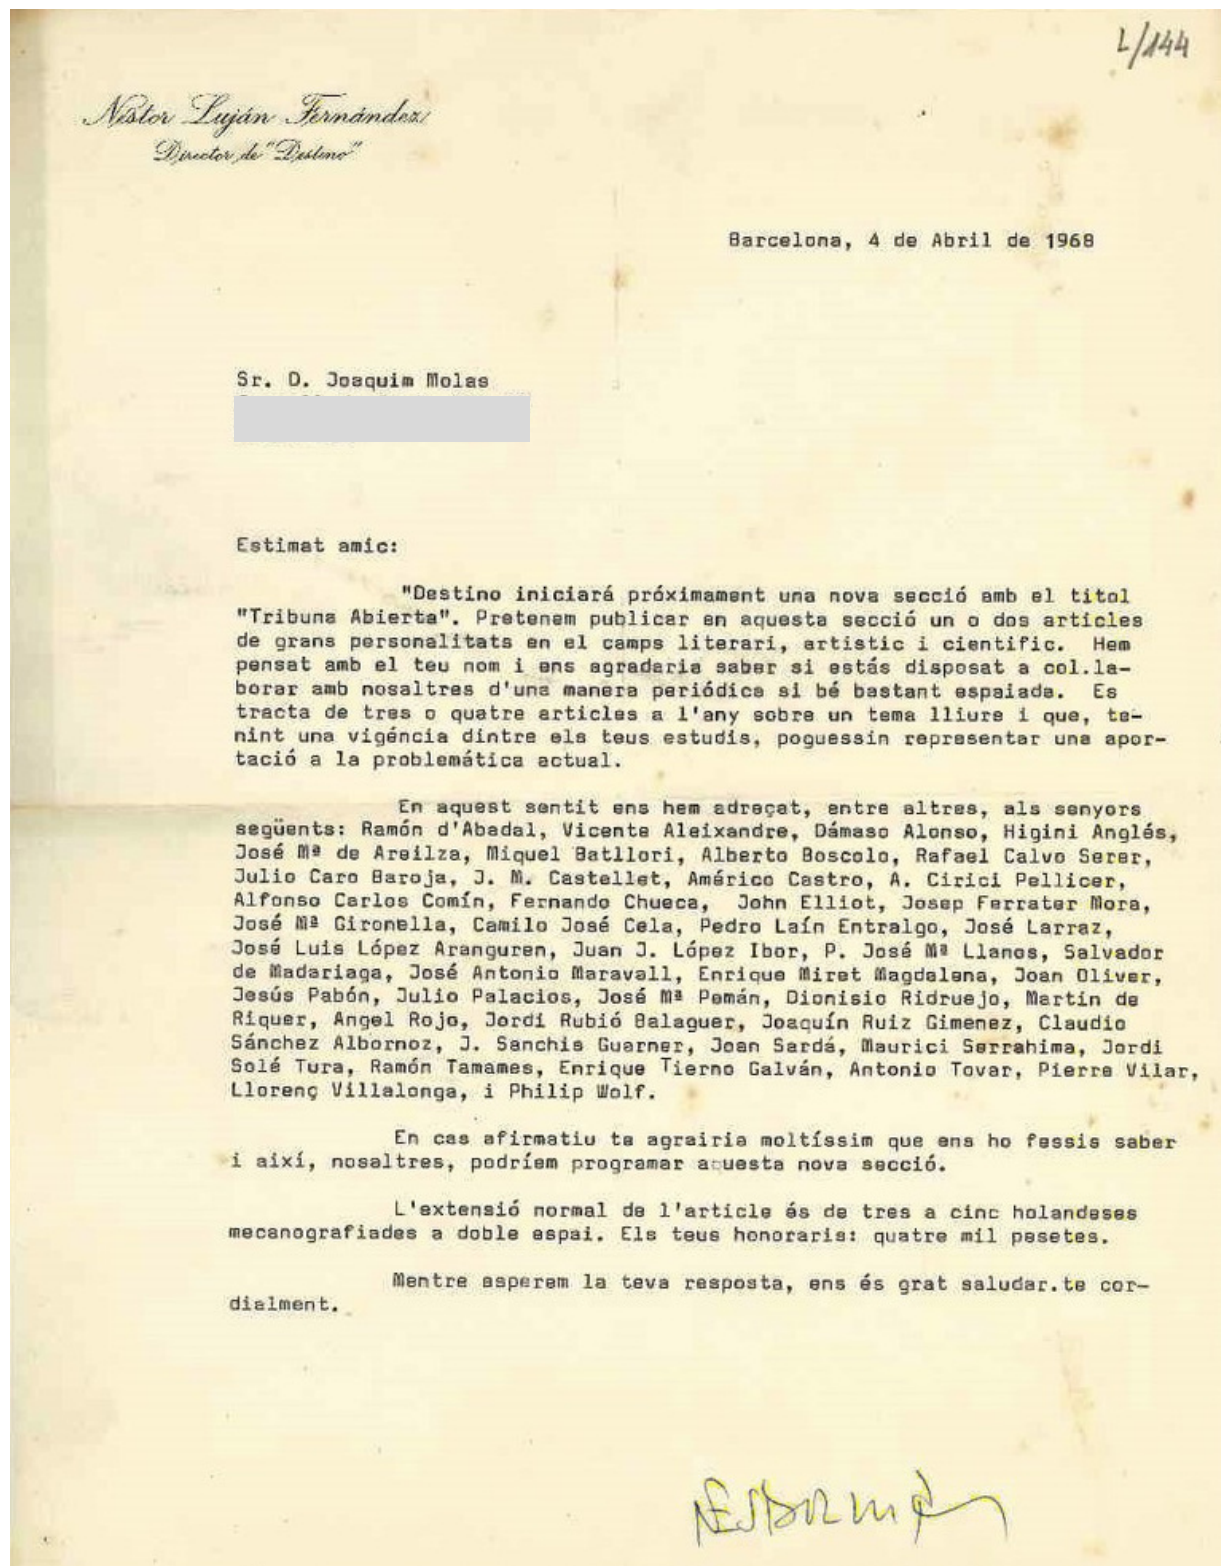 L/144
Néstor Luján Fernández
Director de "Destino"
Barcelona, 4 de Abril de 1968
Sr. D. Joaquim Molas
Estimat amic:
"Destino iniciará próximament una nova secció amb el titol
"Tribuna Abierta". Pretenem publicar en aquesta secció un o dos articles
de grans personalitats en el camps literari, artistic i cientific. Hem
pensat amb el teu nom i ens agradaria saber si estás disposat a col.la-
borar amb nosaltres d'una manera periódica si bé bastant espaiada. Es
tracta de tres o quatre articles a l'any sobre un tema lliure i que, te-
nint una vigéncia dintre els teus estudis, poguessin representar una apor-
tació a la problemática actual.
En aquest sentit ens hem adreçat, entre altres, als senyors
següents: Ramón d'Abadal, Vicente Aleixandre, Dámaso Alonso, Higini Anglés,
José Mª de Areilza, Miquel Batllori, Alberto Boscolo, Rafael Calvo Serer,
Julio Caro Baroja, J. M. Castellet, Américo Castro, A. Cirici Pellicer,
Alfonso Carlos Comín, Fernando Chueca, John Elliot, Josep Ferrater Mora,
José Mª Gironella, Camilo José Cela, Pedro Laín Entralgo, José Larraz,
José Luis López Aranguren, Juan J. López Ibor, P. José Mª Llanos, Salvador
de Madariaga, José Antonio Maravall, Enrique Miret Magdalena, Joan Oliver,
Jesús Pabón, Julio Palacios, José Mª Pemán, Dionisio Ridruejo, Martin de
Riquer, Angel Rojo, Jordi Rubió Balaguer, Joaquín Ruiz Gimenez, Claudio
Sánchez Albornoz, J. Sanchis Guarner, Joan Sardá, Maurici Serrahima, Jordi
Solé Tura, Ramón Tamames, Enrique Tierno Galván, Antonio Tovar, Pierre Vilar,
Llorenç Villalonga, i Philip Wolf.
En cas afirmatiu te agrairia moltíssim que ens ho fessis saber
i així, nosaltres, podríem programar aquesta nova secció.
L'extensió normal de l'article és de tres a cinc holandeses
mecanografiades a doble espai. Els teus honoraris: quatre mil pesetes.
Mentre esperem la teva resposta, ens és grat saludar.te cor-
dialment.